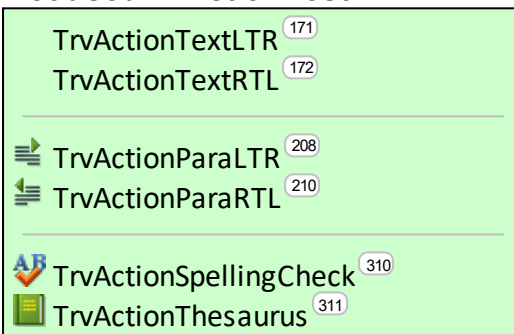 TrvActionTextLTR 171
TrvActionTextRTL 172
TrvActionParaLTR 208
TrvActionParaRTL 210
TrvActionSpellingCheck 310
TrvActionThesaurus 311